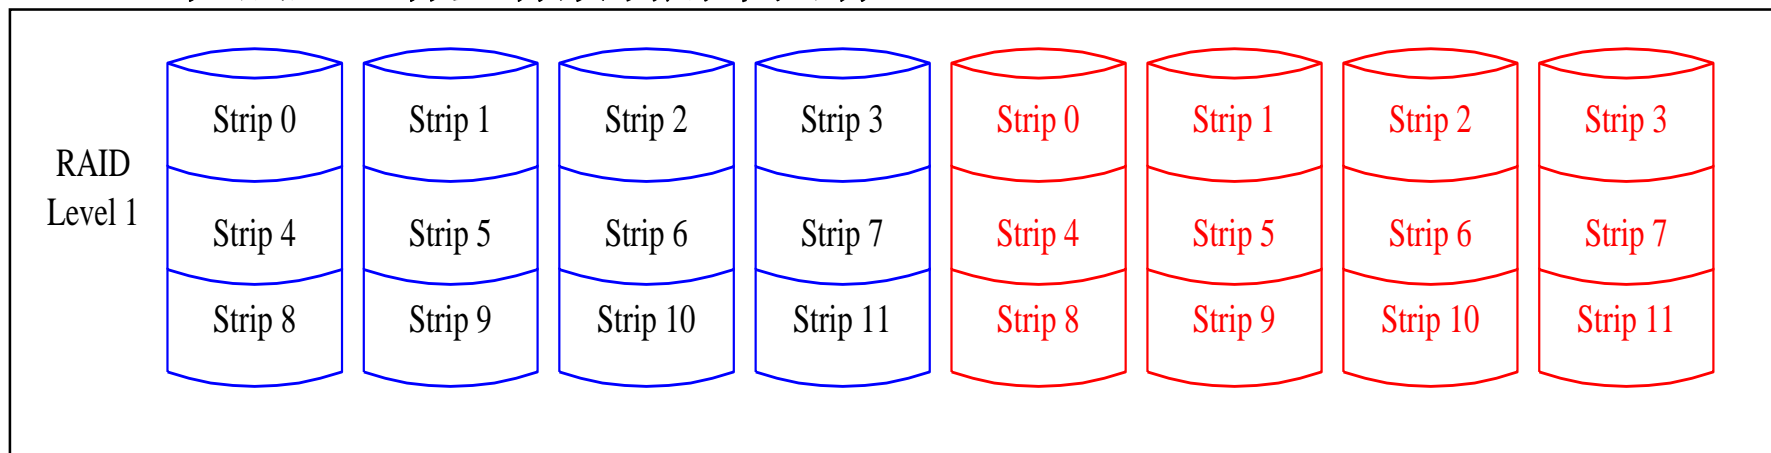 Strip 0 Strip 1 Strip 2 Strip 3 Strip 0 Strip 1 Strip 2 Strip 3
RAID
Level 1
Strip 4 Strip 5 Strip 6 Strip 7 Strip 4 Strip 5 Strip 6 Strip 7
Strip 8 Strip 9 Strip 10 Strip 11 Strip 8 Strip 9 Strip 10 Strip 11